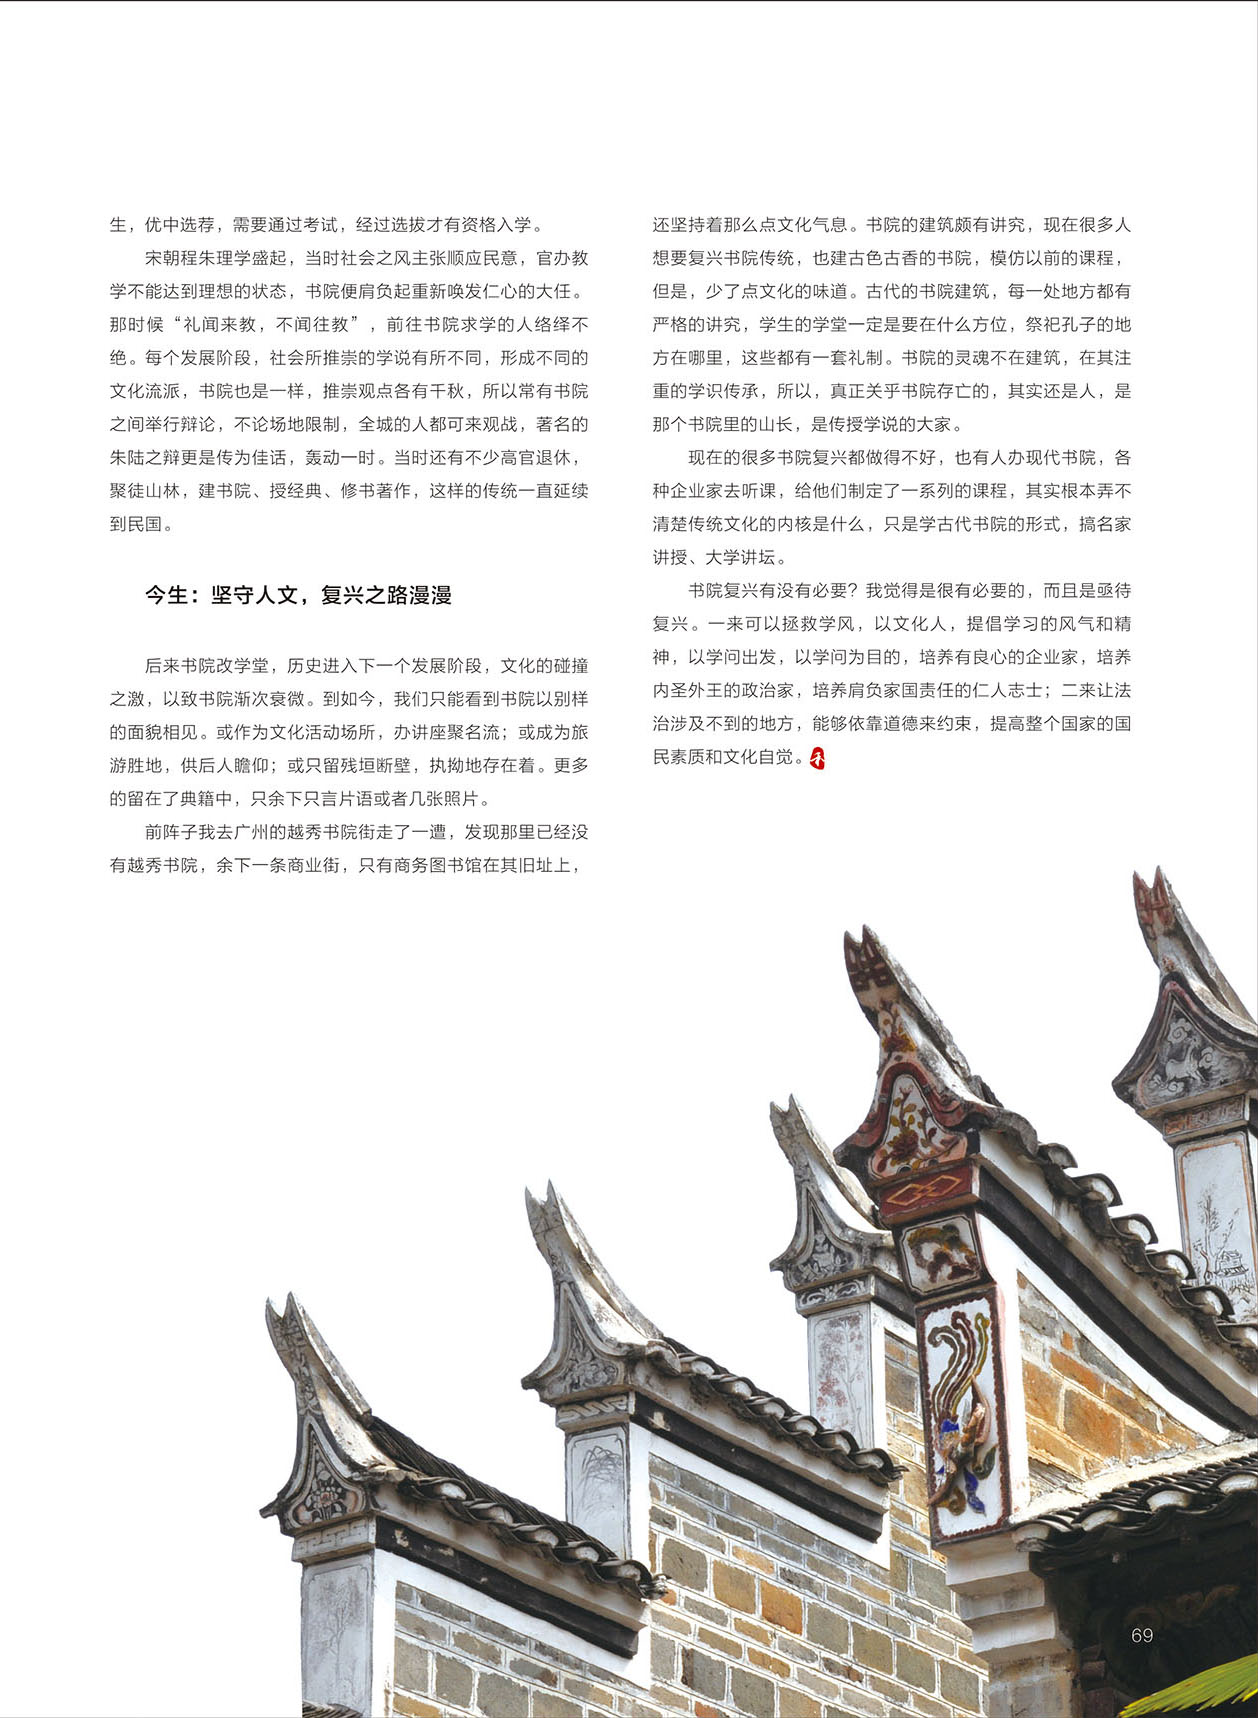 生，优中选荐，需要通过考试，经过选拔才有资格入学。
宋朝程朱理学盛起，当时社会之风主张顺应民意，官办教
学不能达到理想的状态，书院便肩负起重新唤发仁心的大任。
那时候“礼闻来教，不闻往教”，前往书院求学的人络绎不
绝。每个发展阶段，社会所推崇的学说有所不同，形成不同的
文化流派，书院也是一样，推崇观点各有千秋，所以常有书院
之间举行辩论，不论场地限制，全城的人都可来观战，著名的
朱陆之辩更是传为佳话，轰动一时。当时还有不少高官退休，
聚徒山林，建书院、授经典、修书著作，这样的传统一直延续
到民国。
今生：坚守人文，复兴之路漫漫
后来书院改学堂，历史进入下一个发展阶段，文化的碰撞
之激，以致书院渐次衰微。到如今，我们只能看到书院以别样
的面貌相见。或作为文化活动场所，办讲座聚名流；或成为旅
游胜地，供后人瞻仰；或只留残垣断壁，执拗地存在着。更多
的留在了典籍中，只余下只言片语或者几张照片。
前阵子我去广州的越秀书院街走了一遭，发现那里已经没
有越秀书院，余下一条商业街，只有商务图书馆在其旧址上，
还坚持着那么点文化气息。书院的建筑颇有讲究，现在很多人
想要复兴书院传统，也建古色古香的书院，模仿以前的课程，
但是，少了点文化的味道。古代的书院建筑，每一处地方都有
严格的讲究，学生的学堂一定是要在什么方位，祭祀孔子的地
方在哪里，这些都有一套礼制。书院的灵魂不在建筑，在其注
重的学识传承，所以，真正关乎书院存亡的，其实还是人，是
那个书院里的山长，是传授学说的大家。
现在的很多书院复兴都做得不好，也有人办现代书院，各
种企业家去听课，给他们制定了一系列的课程，其实根本弄不
清楚传统文化的内核是什么，只是学古代书院的形式，搞名家
讲授、大学讲坛。
书院复兴有没有必要？我觉得是很有必要的，而且是亟待
复兴。一来可以拯救学风，以文化人，提倡学习的风气和精
神，以学问出发，以学问为目的，培养有良心的企业家，培养
内圣外王的政治家，培养肩负家国责任的仁人志士；二来让法
治涉及不到的地方，能够依靠道德来约束，提高整个国家的国
民素质和文化自觉。禾
69